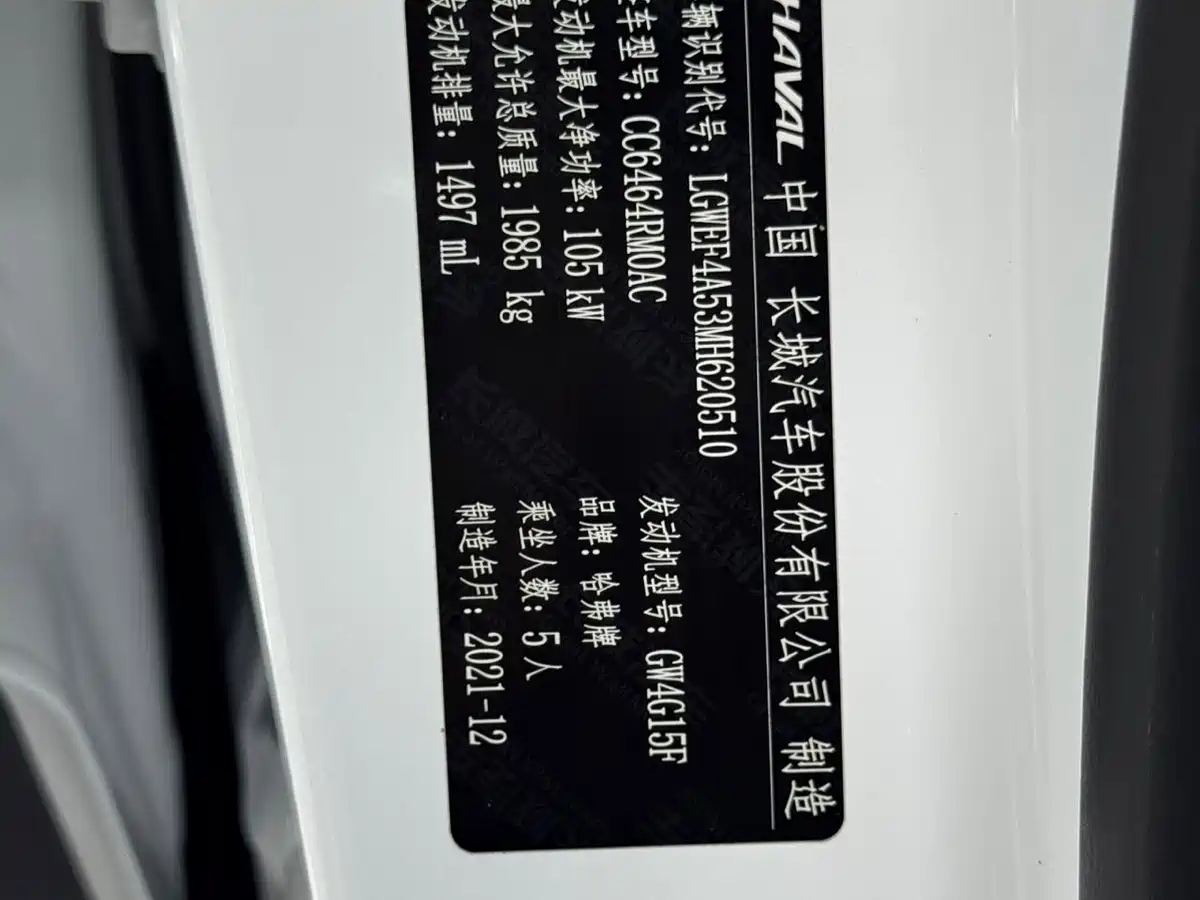 HAVAL 中国 长城汽车股份有限公司 制造
辆识别代号: LGWEF4A53MH620510
车型号: CC6464RM0AC 发动机型号: GW4G15F
发动机最大净功率: 105 kW 品牌: 哈弗牌
最大允许总质量: 1985 kg 乘坐人数: 5 人
发动机排量: 1497 mL 制造年月: 2021-12